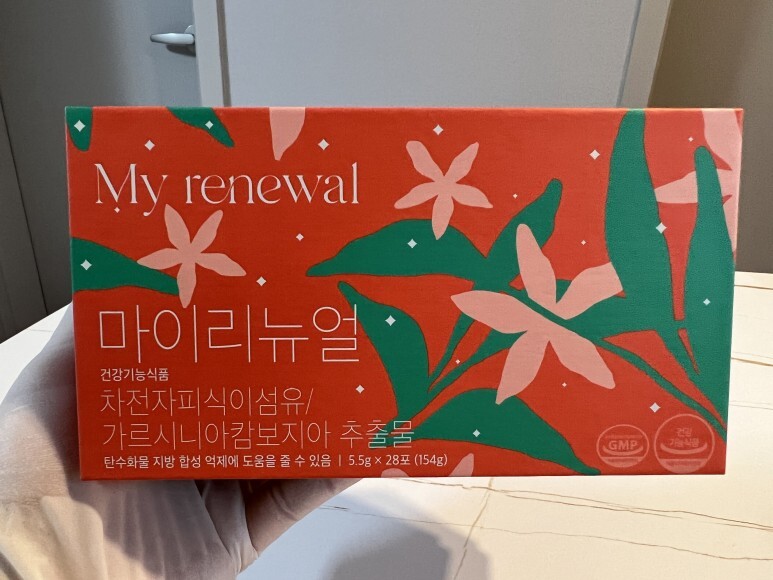 My renewal
마이리뉴얼
건강기능식품
차전자피식이섬유/
가르시니아캄보지아 추출물
탄수화물 지방 합성 억제에 도움을 줄 수 있음 | 5.5g × 28포 (154g)
GMP
건강
기능식품